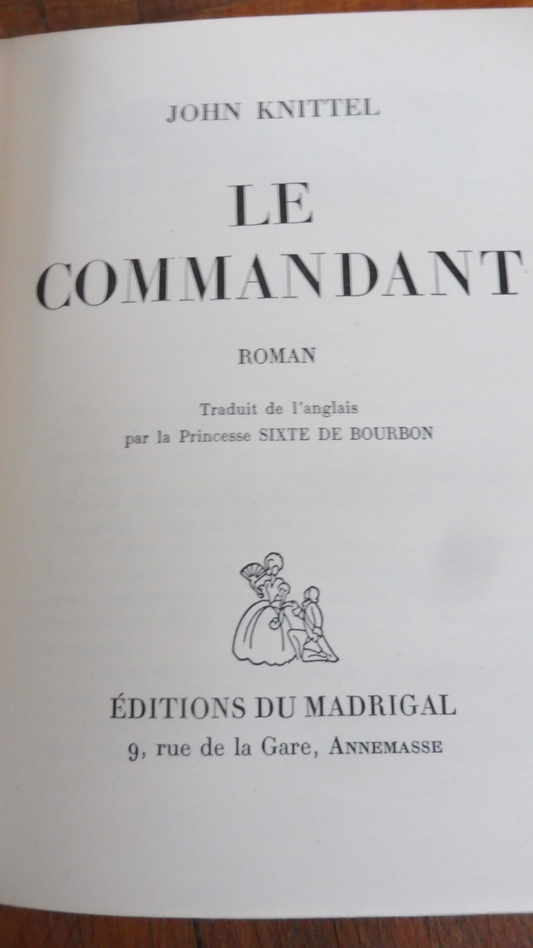 JOHN KNITTEL
LE
COMMANDANT
ROMAN
Traduit de l'anglais
par la Princesse SIXTE DE BOURBON
ÉDITIONS DU MADRIGAL
9, rue de la Gare, ANNEMASSE